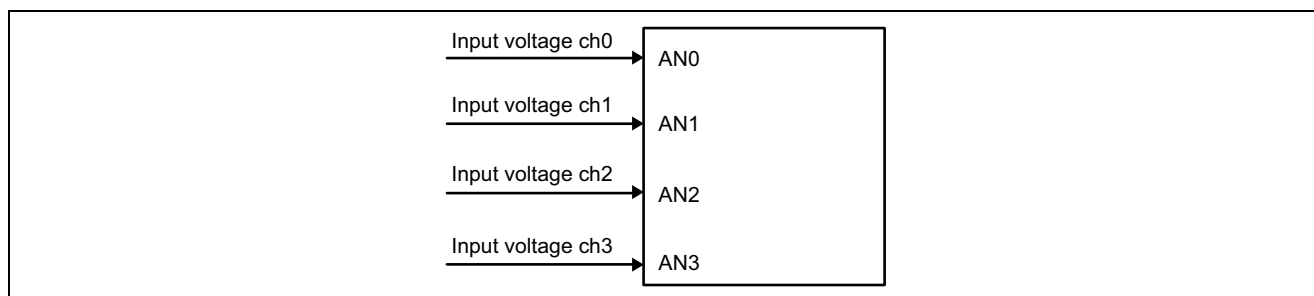 Input voltage ch0
AN0
Input voltage ch1
AN1
Input voltage ch2
AN2
Input voltage ch3
AN3